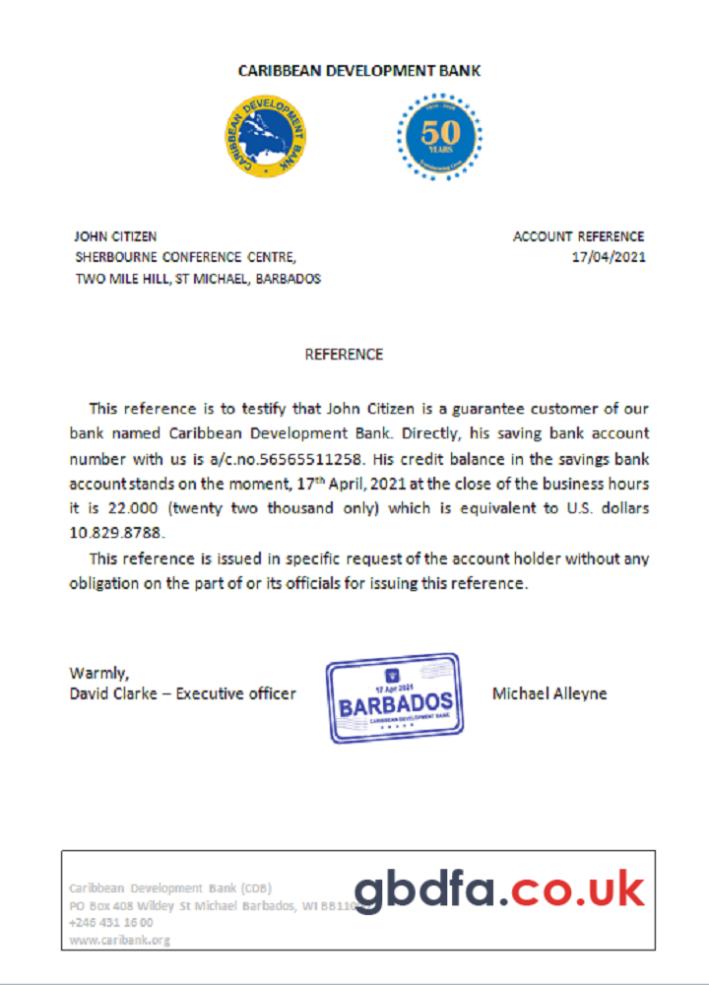 CARIBBEAN DEVELOPMENT BANK
CARIBBEAN DEVELOPMENT BANK
50
YEARS
JOHN CITIZEN
SHERBOURNE CONFERENCE CENTRE,
TWO MILE HILL, ST MICHAEL, BARBADOS
ACCOUNT REFERENCE
17/04/2021
REFERENCE
This reference is to testify that John Citizen is a guarantee customer of our
bank named Caribbean Development Bank. Directly, his saving bank account
number with us is a/c.no.56565511258. His credit balance in the savings bank
account stands on the moment, 17th April, 2021 at the close of the business hours
it is 22.000 (twenty two thousand only) which is equivalent to U.S. dollars
10.829.8788.
This reference is issued in specific request of the account holder without any
obligation on the part of or its officials for issuing this reference.
Warmly,
David Clarke – Executive officer
17 Apr 2021
BARBADOS
CARIBBEAN DEVELOPMENT BANK
Michael Alleyne
Caribbean Development Bank (CDB)
PO Box 408 Wildey St Michael Barbados, WI
+246 431 16 00
www.caribank.org
gbdfa.co.uk